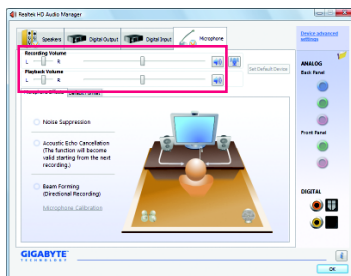 Realtek HD Audio Manager
Speakers
Digital Output
Digital Input
Microphone
Device advanced
settings
Recording Volume
L
R
Set Default Device
Playback Volume
L
R
ANALOG
Back Panel
Noise Suppression
Acoustic Echo Cancellation
(The function will become
valid starting from the next
recording.)
Beam Forming
(Directional Recording)
Microphone Calibration
Front Panel
DIGITAL
GIGABYTE
TECHNOLOGY
OK